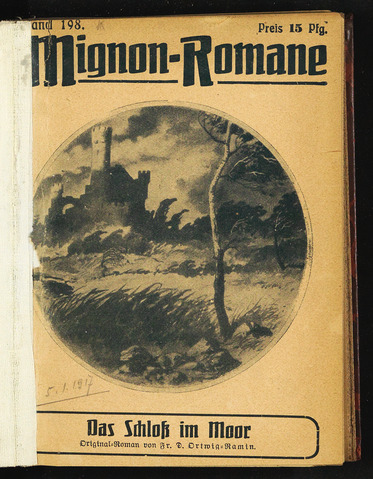 Band 198. Preis 15 Pfg.
Mignon-Romane
5.1.1917
Das Schloß im Moor
Original-Roman von Fr. D. Ortwig-Ramin.